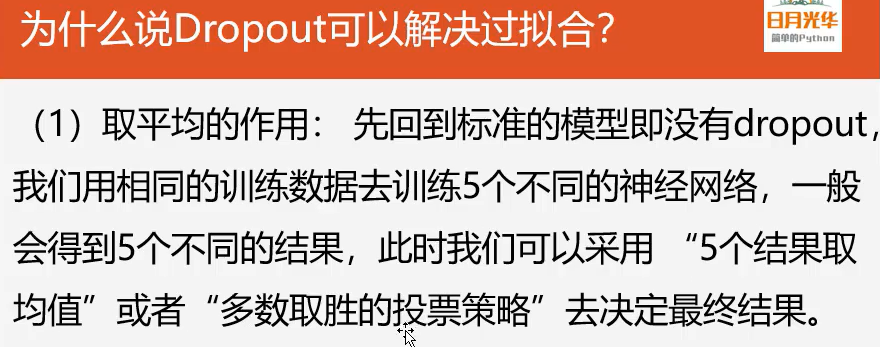 为什么说Dropout可以解决过拟合？
日月光华
简单的Python
（1）取平均的作用： 先回到标准的模型即没有dropout，
我们用相同的训练数据去训练5个不同的神经网络，一般
会得到5个不同的结果，此时我们可以采用 “5个结果取
均值”或者“多数取胜的投票策略”去决定最终结果。